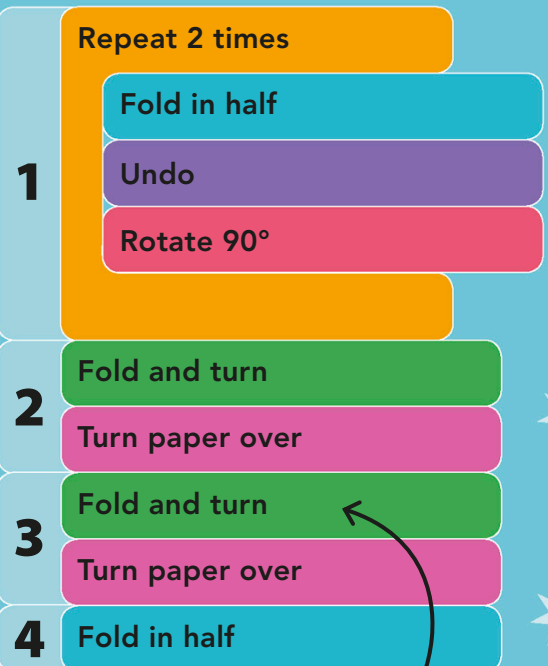 Repeat 2 times
Fold in half
1
Undo
Rotate 90°
Fold and turn
2
Turn paper over
Fold and turn
3
Turn paper over
4
Fold in half